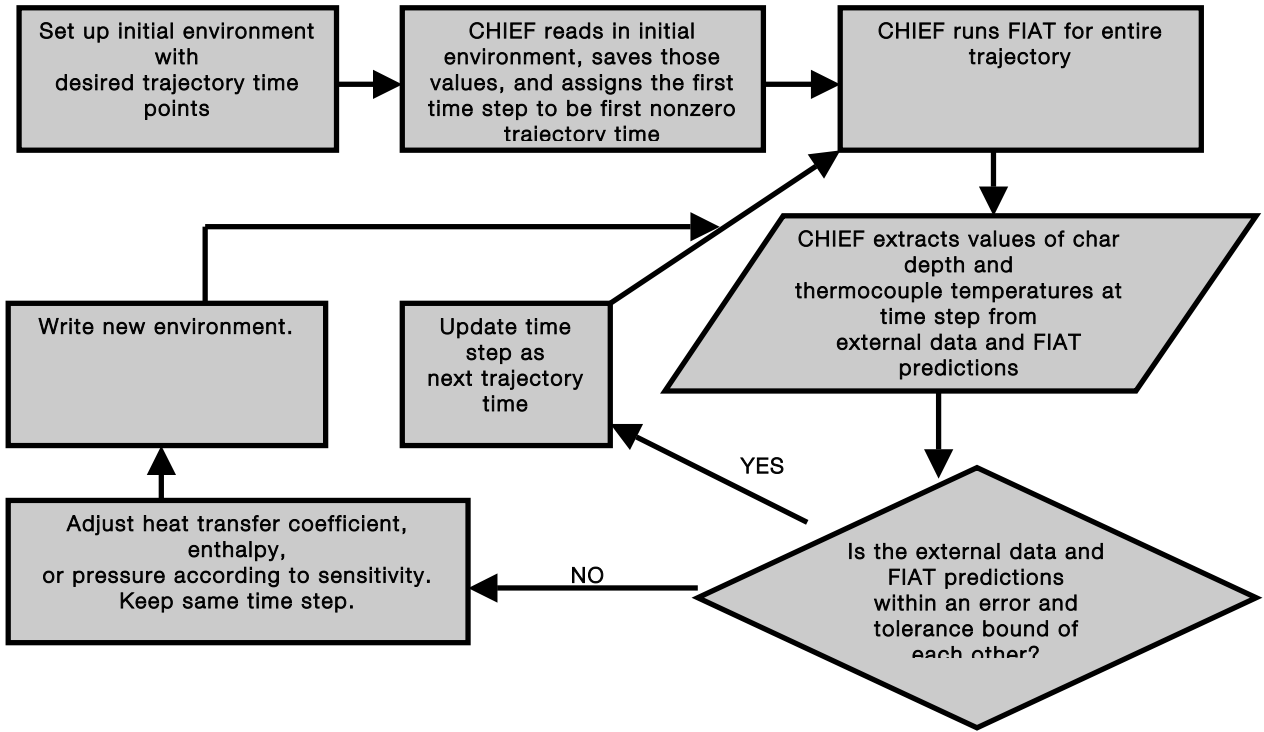 Set up initial environment
with
desired trajectory time
points
CHIEF reads in initial
environment, saves those
values, and assigns the first
time step to be first nonzero
trajectory time
CHIEF runs FIAT for entire
trajectory
CHIEF extracts values of char
depth and
thermocouple temperatures at
time step from
external data and FIAT
predictions
Write new environment.
Update time
step as
next trajectory
time
YES
Adjust heat transfer coefficient,
enthalpy,
or pressure according to sensitivity.
Keep same time step.
NO
Is the external data and
FIAT predictions
within an error and
tolerance bound of
each other?